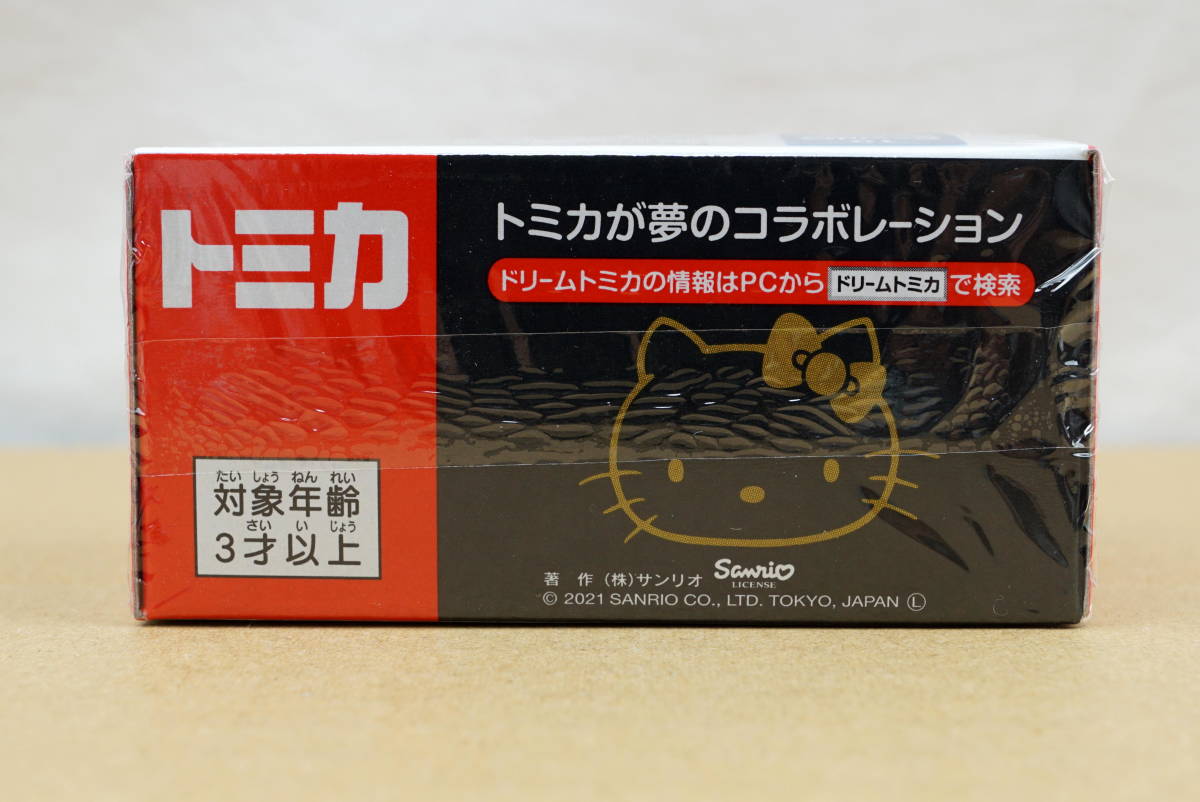 トミカ
トミカが夢のコラボレーション
ドリームトミカの情報はPCから ドリームトミカ で検索
たいしょうねんれい
対象年齢
さいいじょう
3才以上
著 作 (株)サンリオ Sanrio
LICENSE
© 2021 SANRIO CO., LTD. TOKYO, JAPAN Ⓛ